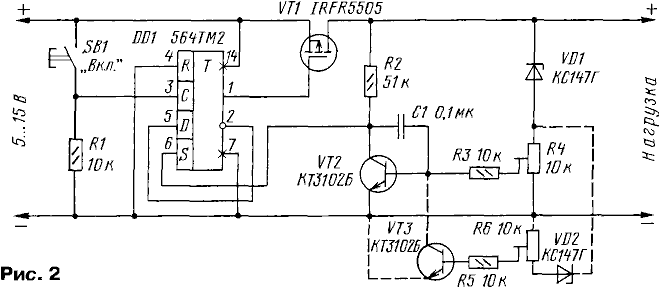 VT1 IRFR5505
+
+
SB1
„Вкл."
DD1 564ТМ2
4 R T 14
3 C 1
5 D 2
6 S 7
5...15 В
R1
10 к
R2
51 к
C1 0,1 мк
VD1
КС147Г
VT2
КТ3102Б
R3 10 к
R4
10 к
Нагрузка
VT3
КТ3102Б
R6 10 к
VD2
КС147Г
R5 10 к
–
–
Рис. 2